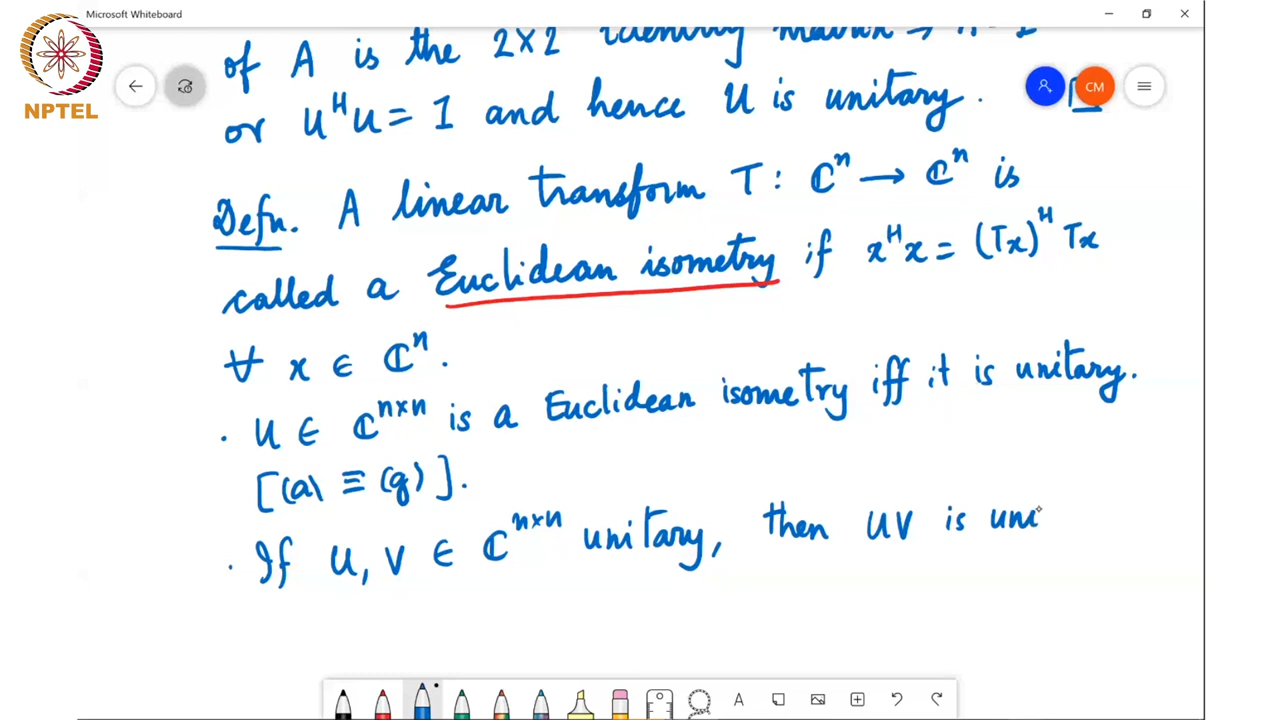 Microsoft Whiteboard
NPTEL
of A is the 2×2 identity
or U^H U = I and hence U is unitary.
CM
Defn. A linear transform T : ℂ^n → ℂ^n is
called a Euclidean isometry if x^H x = (Tx)^H Tx
∀ x ∈ ℂ^n.
· U ∈ ℂ^{n×n} is a Euclidean isometry iff it is unitary.
[(a) ≡ (g)].
· If U, V ∈ ℂ^{n×n} unitary, then UV is uni
A